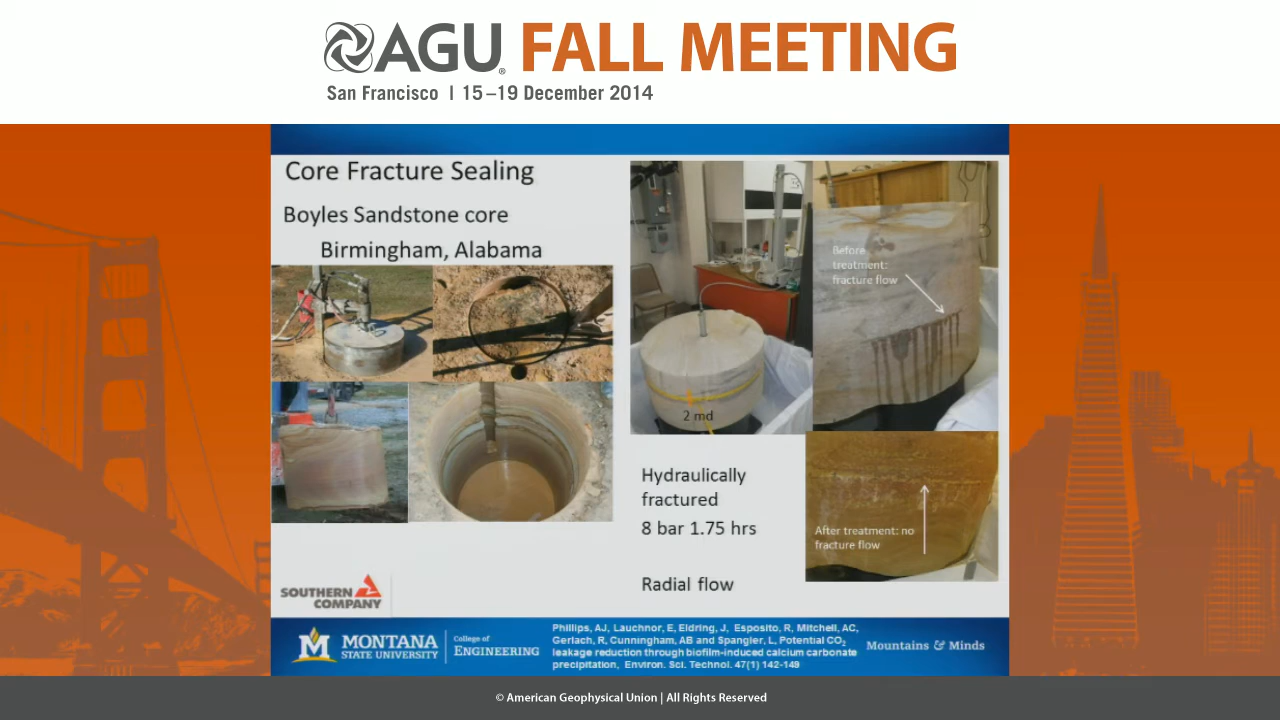 AGU FALL MEETING
San Francisco | 15–19 December 2014
Core Fracture Sealing
Boyles Sandstone core
Birmingham, Alabama
Before
treatment:
fracture flow
2 md
Hydraulically
fractured
8 bar 1.75 hrs
After treatment: no
fracture flow
Radial flow
SOUTHERN
COMPANY
MONTANA
STATE UNIVERSITY
College of
ENGINEERING
Phillips, AJ, Lauchnor, E, Eldring, J, Esposito, R, Mitchell, AC,
Gerlach, R, Cunningham, AB and Spangler, L, Potential CO₂
leakage reduction through biofilm-induced calcium carbonate
precipitation, Environ. Sci. Technol. 47(1) 142-149
Mountains & Minds
© American Geophysical Union | All Rights Reserved